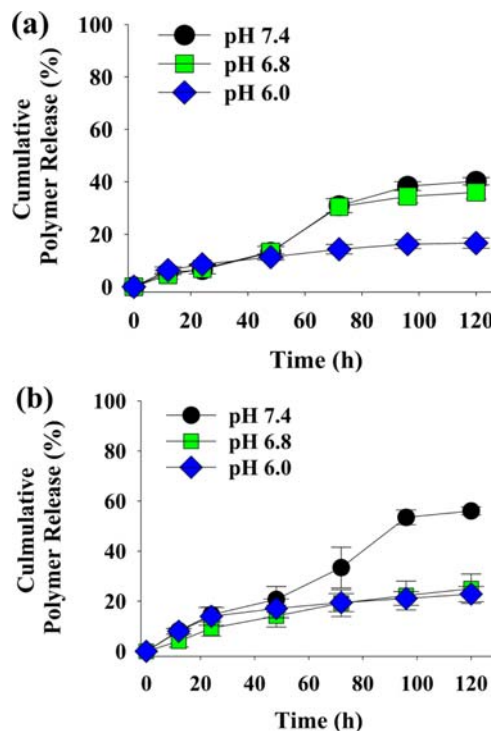 (a)
100
80
60
40
20
0
Cumulative
Polymer Release (%)
pH 7.4
pH 6.8
pH 6.0
0 20 40 60 80 100 120
Time (h)
(b)
100
80
60
40
20
0
Culmulative
Polymer Release (%)
pH 7.4
pH 6.8
pH 6.0
0 20 40 60 80 100 120
Time (h)